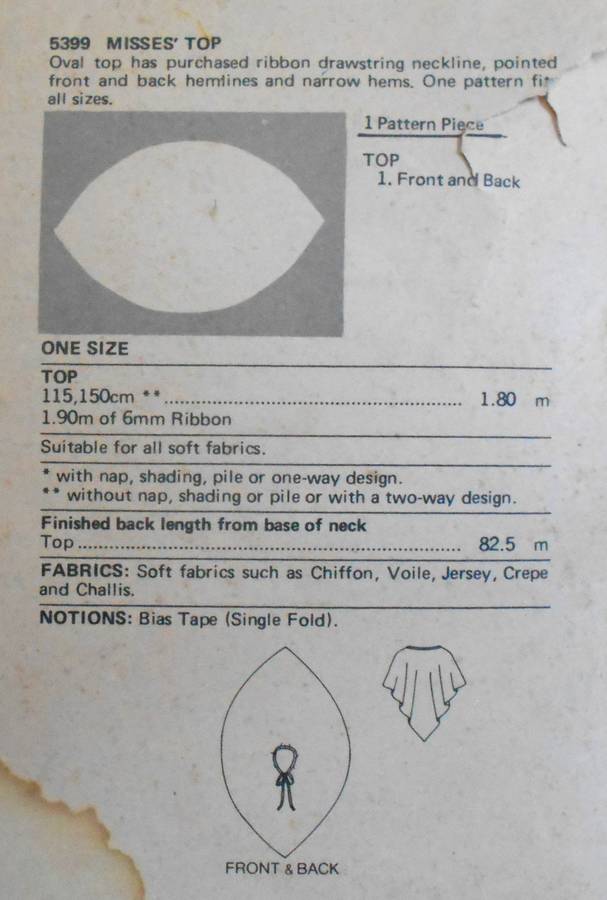 5399 MISSES' TOP
Oval top has purchased ribbon drawstring neckline, pointed
front and back hemlines and narrow hems. One pattern fits
all sizes.
1 Pattern Piece
TOP
1. Front and Back
ONE SIZE
TOP
115,150cm **.................................................... 1.80 m
1.90m of 6mm Ribbon
Suitable for all soft fabrics.
* with nap, shading, pile or one-way design.
** without nap, shading or pile or with a two-way design.
Finished back length from base of neck
Top.................................................................. 82.5 m
FABRICS: Soft fabrics such as Chiffon, Voile, Jersey, Crepe
and Challis.
NOTIONS: Bias Tape (Single Fold).
FRONT & BACK